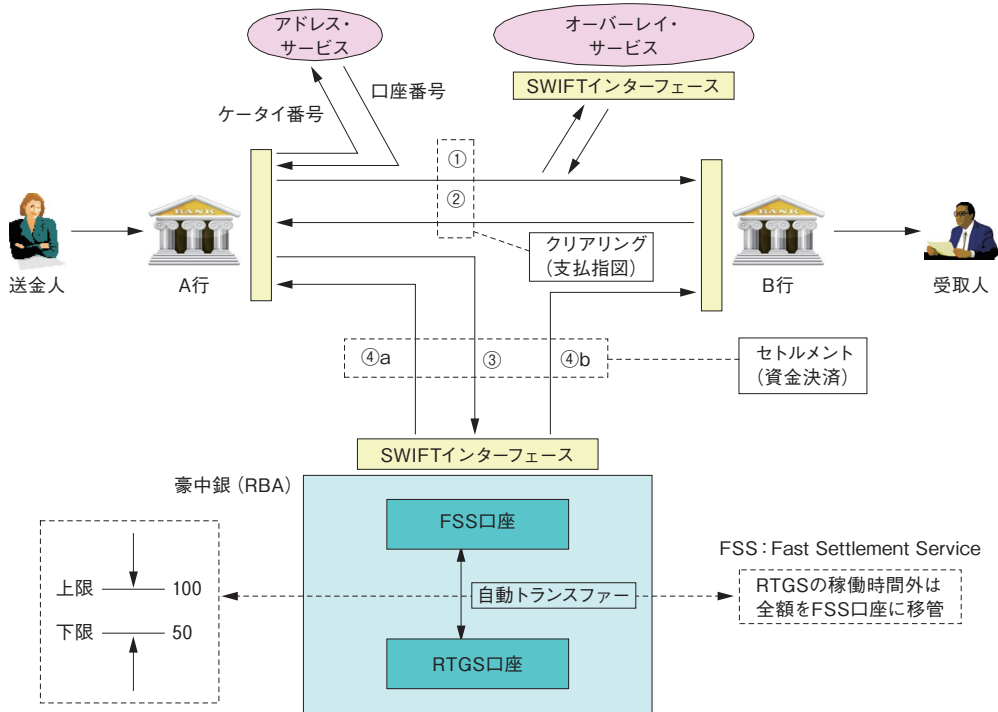 アドレス・
サービス
オーバーレイ・
サービス
SWIFTインターフェース
口座番号
ケータイ番号
①
②
BANK
BANK
クリアリング
(支払指図)
送金人
A行
B行
受取人
④a
③
④b
セトルメント
(資金決済)
SWIFTインターフェース
豪中銀(RBA)
FSS口座
FSS:Fast Settlement Service
上限
100
自動トランスファー
RTGSの稼働時間外は
全額をFSS口座に移管
下限
50
RTGS口座